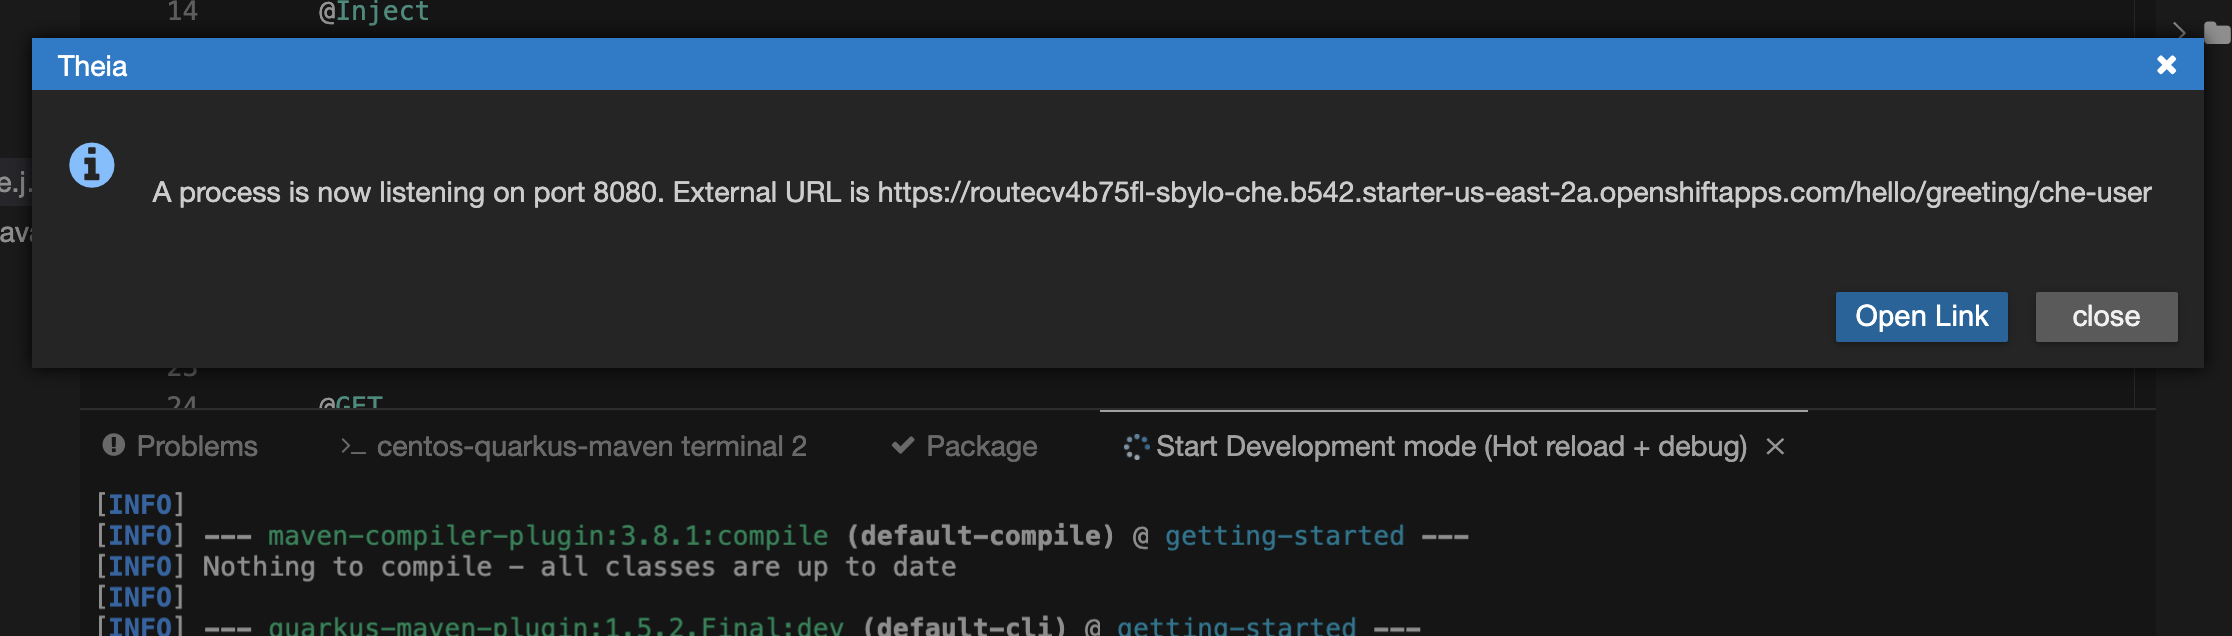 14 @Inject
Theia
A process is now listening on port 8080. External URL is https://routecv4b75fl-sbylo-che.b542.starter-us-east-2a.openshiftapps.com/hello/greeting/che-user
e.j.
ava
Open Link close
24 @GET
Problems >_ centos-quarkus-maven terminal 2 Package Start Development mode (Hot reload + debug)
[INFO]
[INFO] --- maven-compiler-plugin:3.8.1:compile (default-compile) @ getting-started ---
[INFO] Nothing to compile - all classes are up to date
[INFO]
[INFO] --- quarkus-maven-plugin:1.5.2.Final:dev (default-cli) @ getting-started ---